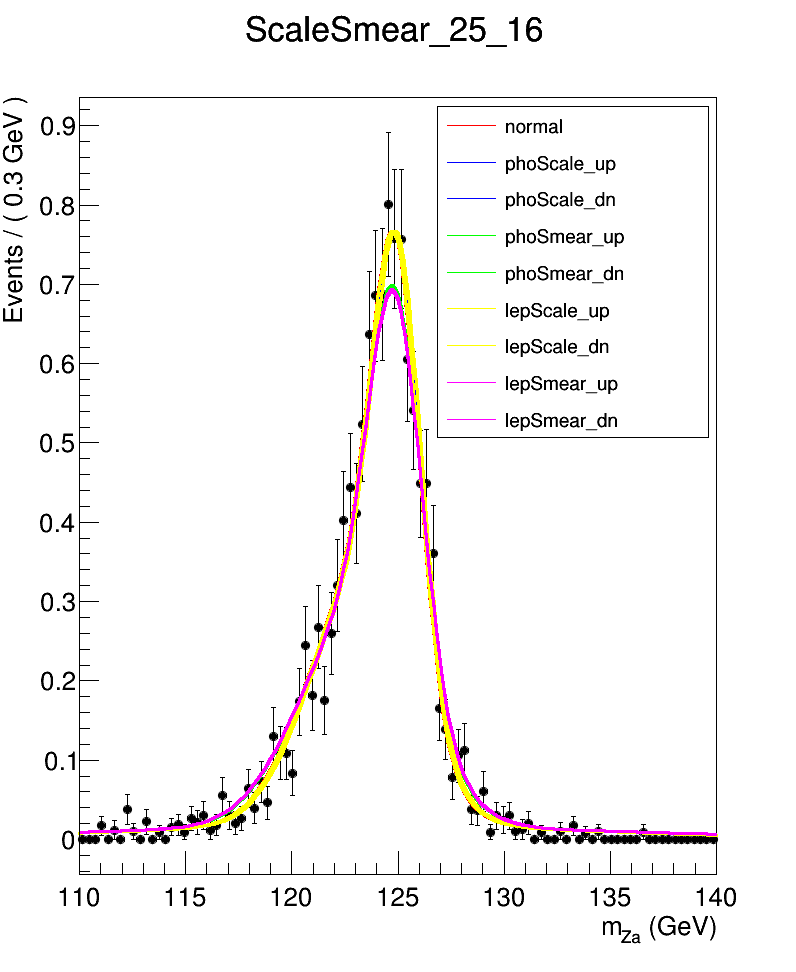 ScaleSmear_25_16
Events / ( 0.3 GeV )
0.9
0.8
0.7
0.6
0.5
0.4
0.3
0.2
0.1
0
normal
phoScale_up
phoScale_dn
phoSmear_up
phoSmear_dn
lepScale_up
lepScale_dn
lepSmear_up
lepSmear_dn
110 115 120 125 130 135 140
m_Za (GeV)